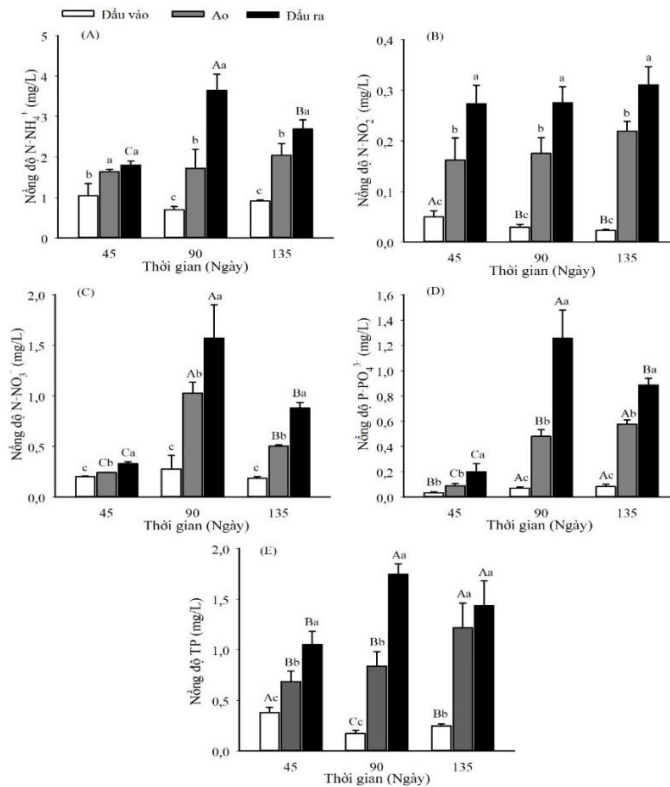 Đầu vào Ao Đầu ra
(A)
Nồng độ N-NH₄⁺ (mg/L)
5
4
3
2
1
0
b a Ca
c b Aa
c b Ba
45 90 135
Thời gian (Ngày)
(B)
Nồng độ N-NO₂⁻ (mg/L)
0,4
0,3
0,2
0,1
0,0
Ac b a
Bc b a
Bc b a
45 90 135
Thời gian (Ngày)
(C)
Nồng độ N-NO₃⁻ (mg/L)
2,0
1,5
1,0
0,5
0,0
c Cb Ca
c Ab Aa
c Bb Ba
45 90 135
Thời gian (Ngày)
(D)
Nồng độ P-PO₄³⁻ (mg/L)
1,6
1,4
1,2
1,0
0,8
0,6
0,4
0,2
0,0
Bb Cb Ca
Ac Bb Aa
Ac Ab Ba
45 90 135
Thời gian (Ngày)
(E)
Nồng độ TP (mg/L)
2,0
1,5
1,0
0,5
0,0
Ac Bb Ba
Cc Bb Aa
Bb Aa Aa
45 90 135
Thời gian (Ngày)